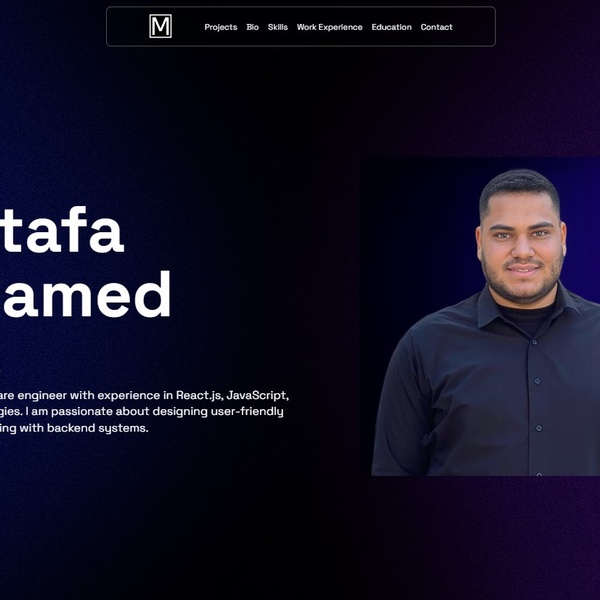 M
Projects Bio Skills Work Experience Education Contact
tafa
amed
are engineer with experience in React.js, JavaScript,
gies. I am passionate about designing user-friendly
ing with backend systems.